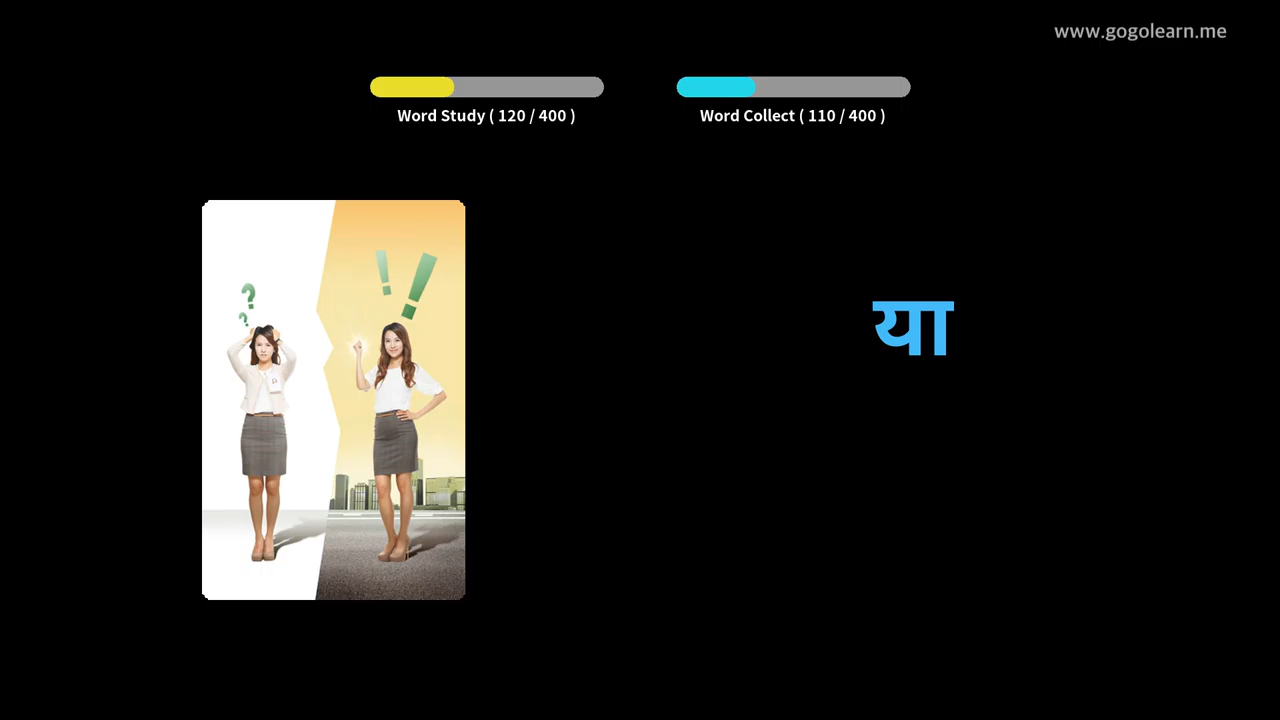 www.gogolearn.me
Word Study ( 120 / 400 )
Word Collect ( 110 / 400 )
? ?
! !
या